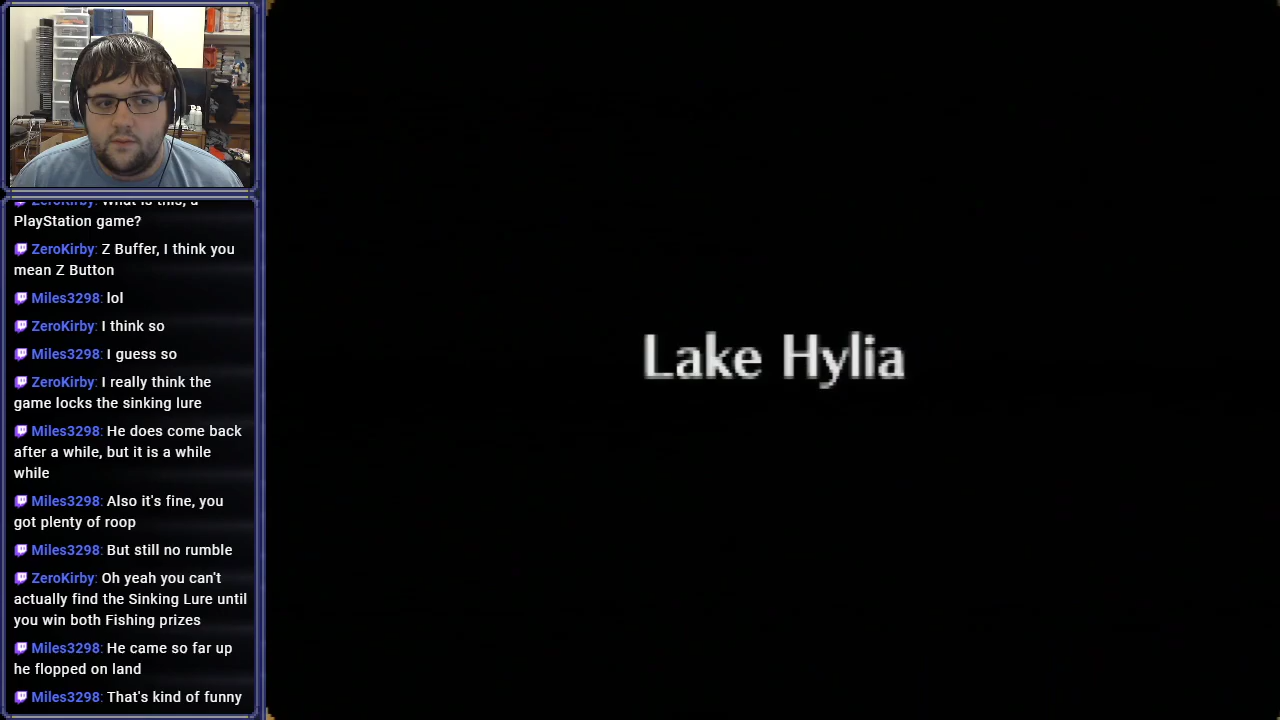 ZeroKirby: What is this, a
PlayStation game?
ZeroKirby: Z Buffer, I think you
mean Z Button
Miles3298: lol
ZeroKirby: I think so
Miles3298: I guess so
ZeroKirby: I really think the
game locks the sinking lure
Miles3298: He does come back
after a while, but it is a while
while
Miles3298: Also it's fine, you
got plenty of roop
Miles3298: But still no rumble
ZeroKirby: Oh yeah you can't
actually find the Sinking Lure until
you win both Fishing prizes
Miles3298: He came so far up
he flopped on land
Miles3298: That's kind of funny
Lake Hylia